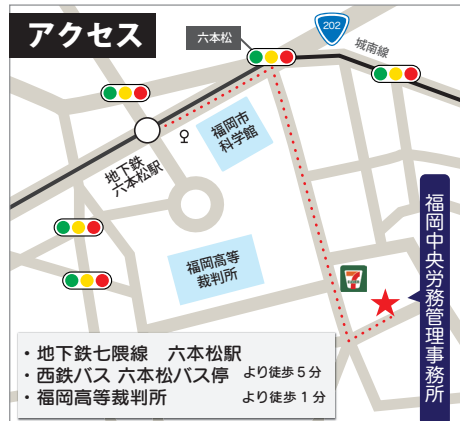 アクセス
六本松
202
城南線
福岡市
科学館
地下鉄
六本松駅
福岡高等
裁判所
7
福岡中央労務管理事務所
・地下鉄七隈線 六本松駅
・西鉄バス 六本松バス停 より徒歩5分
・福岡高等裁判所 より徒歩1分